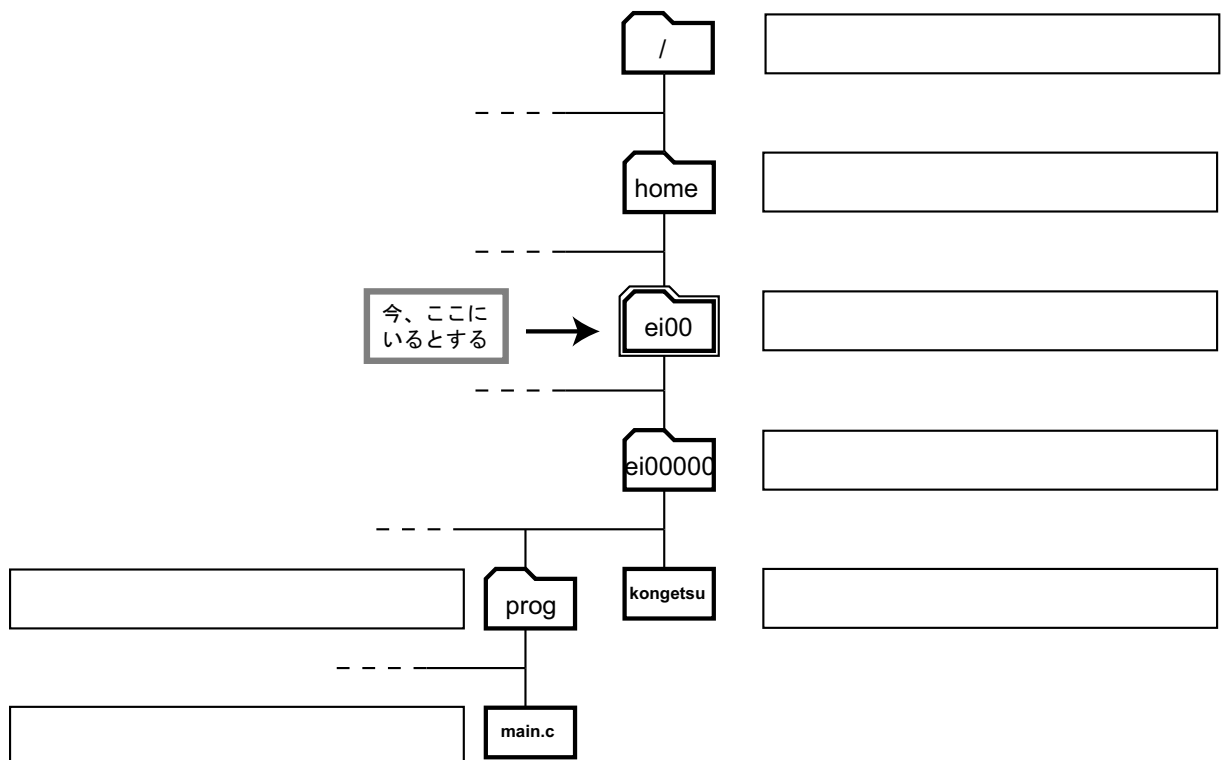 /
home
今、ここに
いるとする
ei00
ei00000
prog
kongetsu
main.c